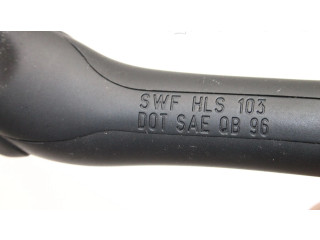 SWF HLS 103
DOT SAE QB 96